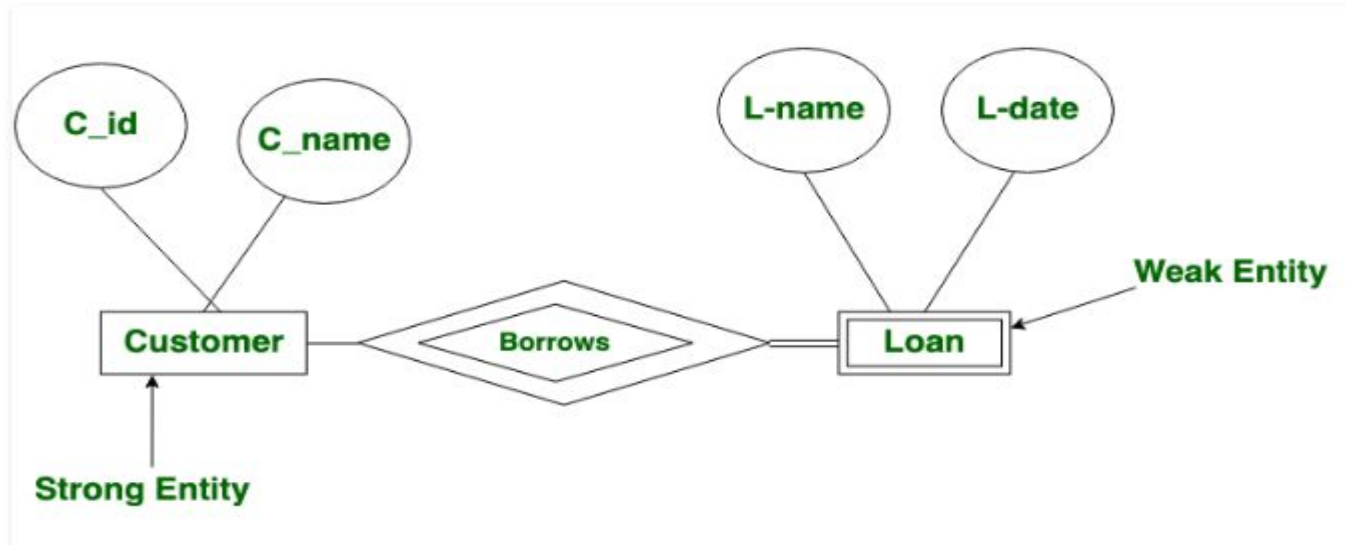 C_id
C_name
L-name
L-date
Weak Entity
Customer
Borrows
Loan
Strong Entity